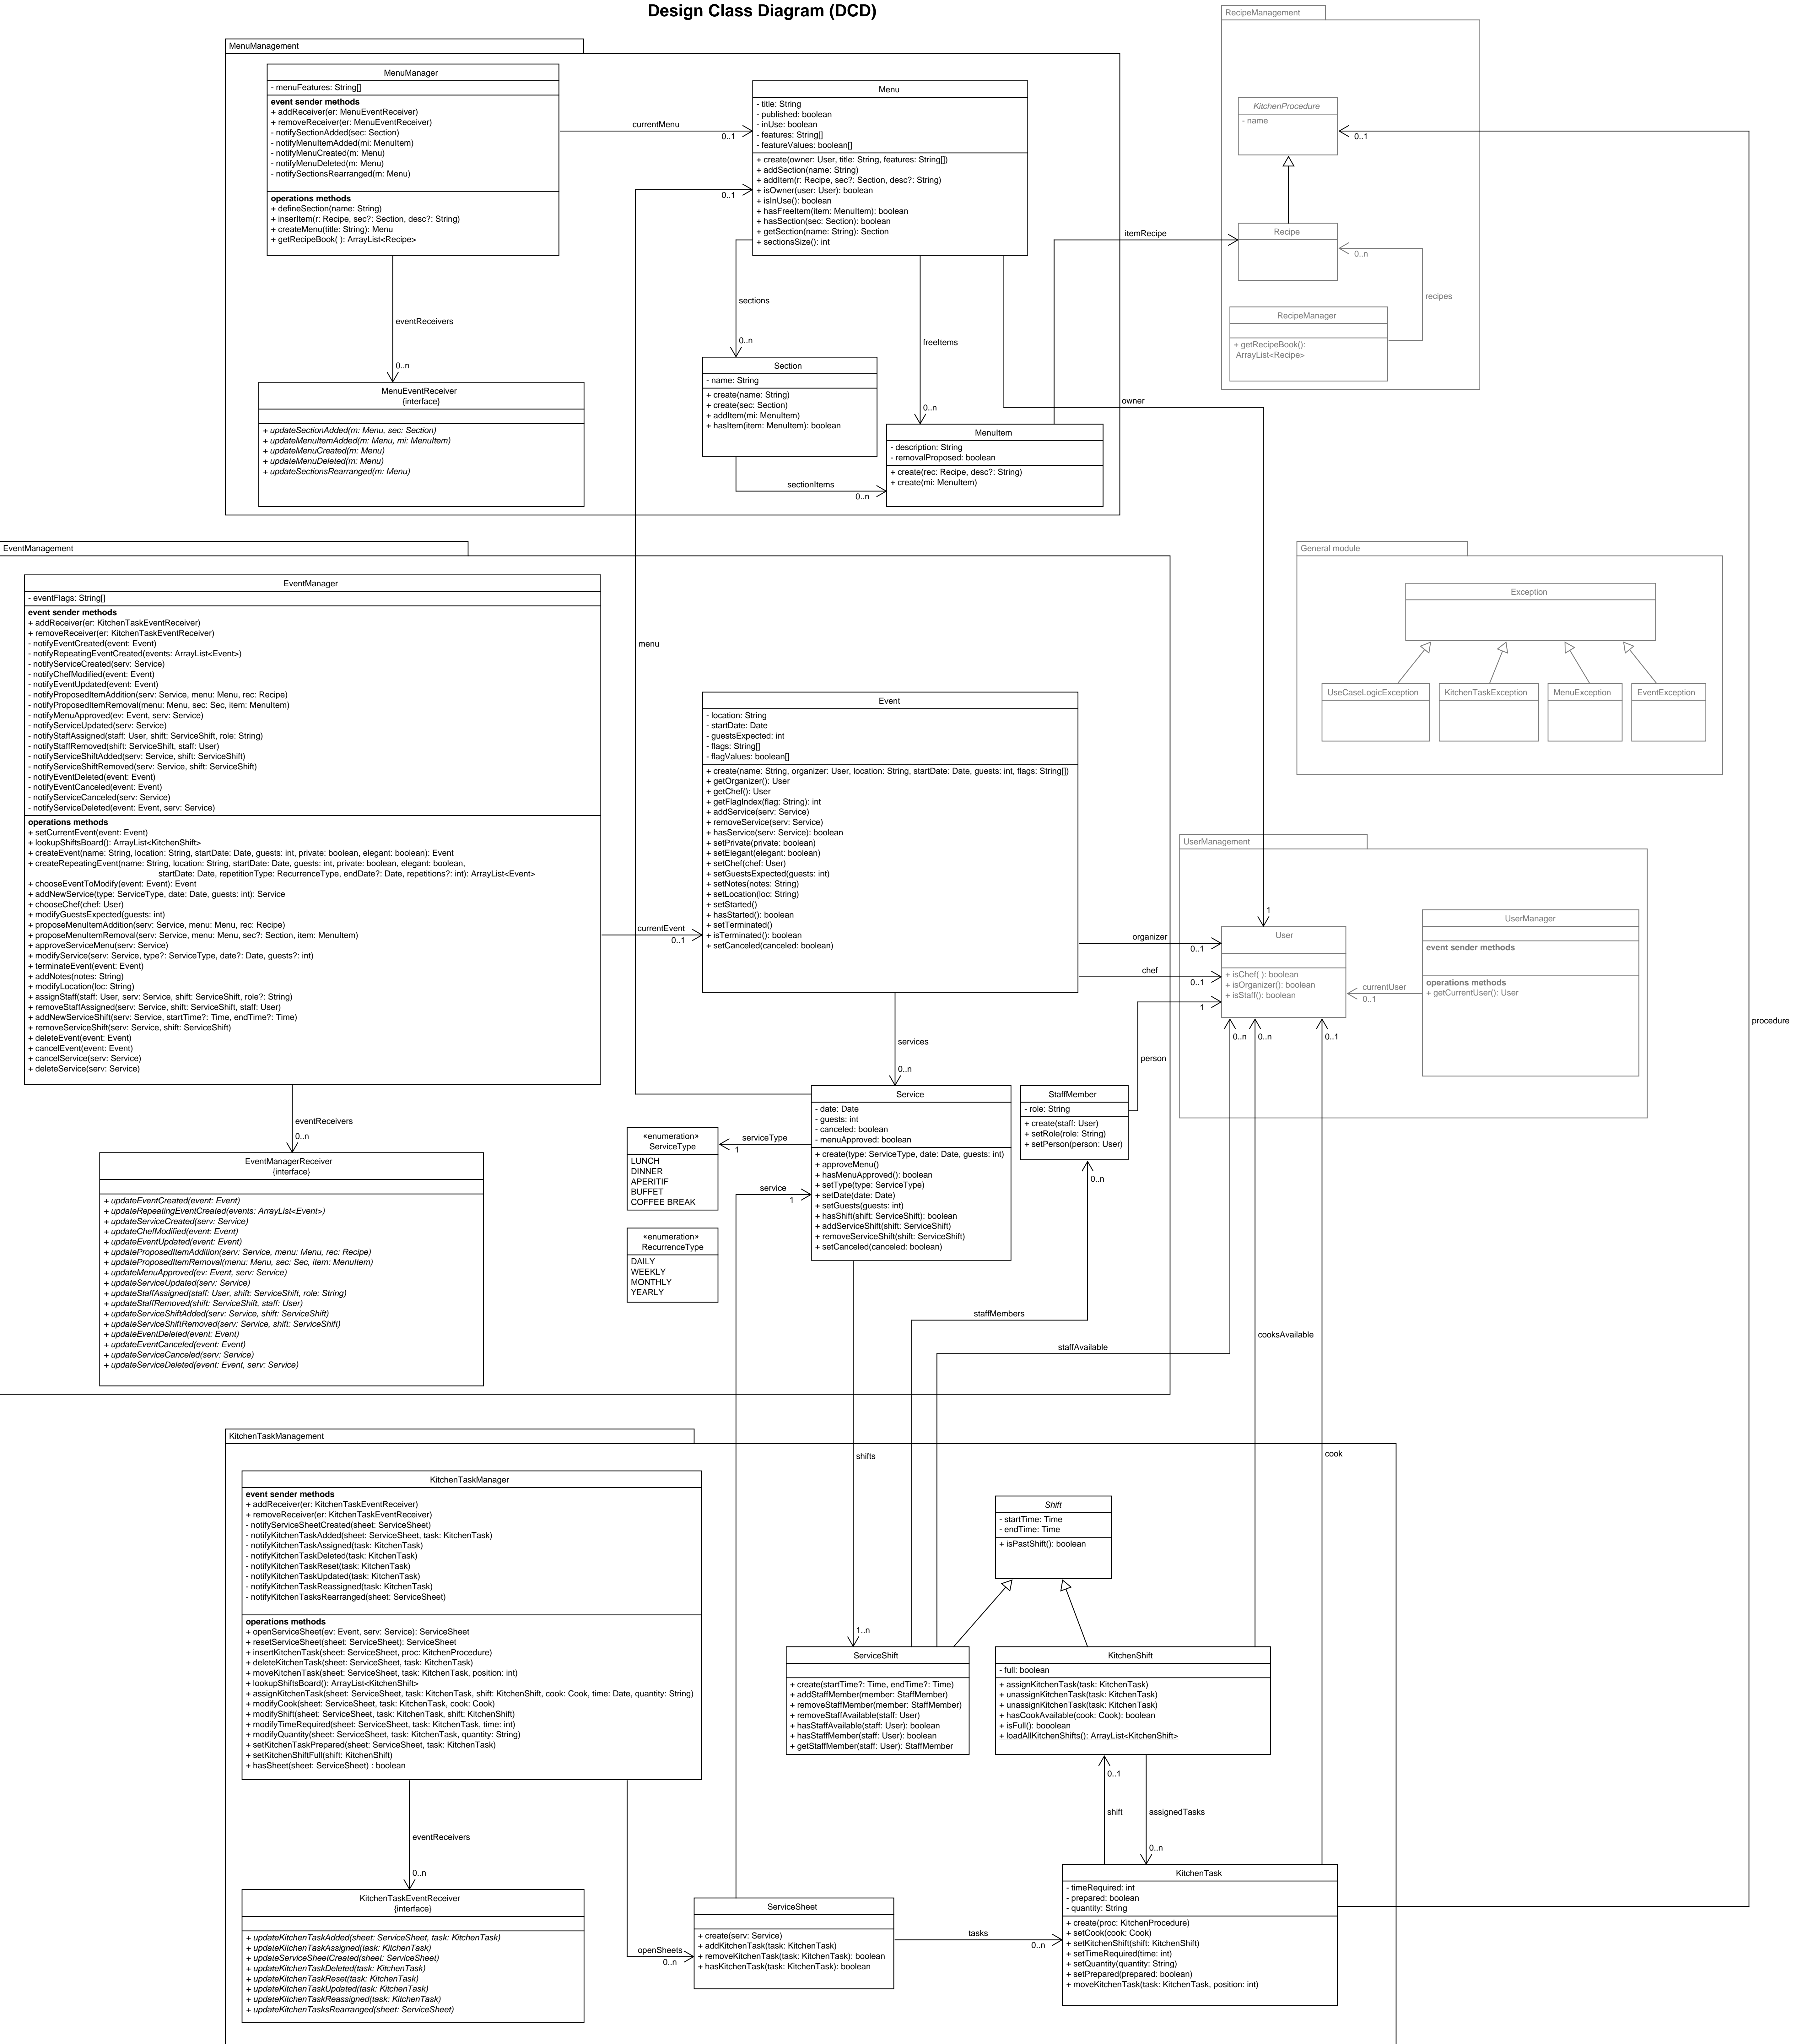 Design Class Diagram (DCD)
MenuManagement
MenuManager
- menuFeatures: String[]
event sender methods
+ addReceiver(er: MenuEventReceiver)
+ removeReceiver(er: MenuEventReceiver)
- notifySectionAdded(sec: Section)
- notifyMenuItemAdded(mi: MenuItem)
- notifyMenuCreated(m: Menu)
- notifyMenuDeleted(m: Menu)
- notifySectionsRearranged(m: Menu)
operations methods
+ defineSection(name: String)
+ inserItem(r: Recipe, sec?: Section, desc?: String)
+ createMenu(title: String): Menu
+ getRecipeBook( ): ArrayList<Recipe>
currentMenu
0..1
Menu
- title: String
- published: boolean
- inUse: boolean
- features: String[]
- featureValues: boolean[]
+ create(owner: User, title: String, features: String[])
+ addSection(name: String)
+ addItem(r: Recipe, sec?: Section, desc?: String)
+ isOwner(user: User): boolean
+ isInUse(): boolean
+ hasFreeItem(item: MenuItem): boolean
+ hasSection(sec: Section): boolean
+ getSection(name: String): Section
+ sectionsSize(): int
0..1
eventReceivers
0..n
MenuEventReceiver
{interface}
+ updateSectionAdded(m: Menu, sec: Section)
+ updateMenuItemAdded(m: Menu, mi: MenuItem)
+ updateMenuCreated(m: Menu)
+ updateMenuDeleted(m: Menu)
+ updateSectionsRearranged(m: Menu)
sections
0..n
Section
- name: String
+ create(name: String)
+ create(sec: Section)
+ addItem(mi: MenuItem)
+ hasItem(item: MenuItem): boolean
sectionItems
0..n
freeItems
0..n
MenuItem
- description: String
- removalProposed: boolean
+ create(rec: Recipe, desc?: String)
+ create(mi: MenuItem)
itemRecipe
owner
RecipeManagement
KitchenProcedure
- name
0..1
Recipe
0..n
recipes
RecipeManager
+ getRecipeBook():
ArrayList<Recipe>
EventManagement
EventManager
- eventFlags: String[]
event sender methods
+ addReceiver(er: KitchenTaskEventReceiver)
+ removeReceiver(er: KitchenTaskEventReceiver)
- notifyEventCreated(event: Event)
- notifyRepeatingEventCreated(events: ArrayList<Event>)
- notifyServiceCreated(serv: Service)
- notifyChefModified(event: Event)
- notifyEventUpdated(event: Event)
- notifyProposedItemAddition(serv: Service, menu: Menu, rec: Recipe)
- notifyProposedItemRemoval(menu: Menu, sec: Sec, item: MenuItem)
- notifyMenuApproved(ev: Event, serv: Service)
- notifyServiceUpdated(serv: Service)
- notifyStaffAssigned(staff: User, shift: ServiceShift, role: String)
- notifyStaffRemoved(shift: ServiceShift, staff: User)
- notifyServiceShiftAdded(serv: Service, shift: ServiceShift)
- notifyServiceShiftRemoved(serv: Service, shift: ServiceShift)
- notifyEventDeleted(event: Event)
- notifyEventCanceled(event: Event)
- notifyServiceCanceled(serv: Service)
- notifyServiceDeleted(event: Event, serv: Service)
operations methods
+ setCurrentEvent(event: Event)
+ lookupShiftsBoard(): ArrayList<KitchenShift>
+ createEvent(name: String, location: String, startDate: Date, guests: int, private: boolean, elegant: boolean): Event
+ createRepeatingEvent(name: String, location: String, startDate: Date, guests: int, private: boolean, elegant: boolean,
startDate: Date, repetitionType: RecurrenceType, endDate?: Date, repetitions?: int): ArrayList<Event>
+ chooseEventToModify(event: Event): Event
+ addNewService(type: ServiceType, date: Date, guests: int): Service
+ chooseChef(chef: User)
+ modifyGuestsExpected(guests: int)
+ proposeMenuItemAddition(serv: Service, menu: Menu, rec: Recipe)
+ proposeMenuItemRemoval(serv: Service, menu: Menu, sec?: Section, item: MenuItem)
+ approveServiceMenu(serv: Service)
+ modifyService(serv: Service, type?: ServiceType, date?: Date, guests?: int)
+ terminateEvent(event: Event)
+ addNotes(notes: String)
+ modifyLocation(loc: String)
+ assignStaff(staff: User, serv: Service, shift: ServiceShift, role?: String)
+ removeStaffAssigned(serv: Service, shift: ServiceShift, staff: User)
+ addNewServiceShift(serv: Service, startTime?: Time, endTime?: Time)
+ removeServiceShift(serv: Service, shift: ServiceShift)
+ deleteEvent(event: Event)
+ cancelEvent(event: Event)
+ cancelService(serv: Service)
+ deleteService(serv: Service)
menu
currentEvent
0..1
Event
- location: String
- startDate: Date
- guestsExpected: int
- flags: String[]
- flagValues: boolean[]
+ create(name: String, organizer: User, location: String, startDate: Date, guests: int, flags: String[])
+ getOrganizer(): User
+ getChef(): User
+ getFlagIndex(flag: String): int
+ addService(serv: Service)
+ removeService(serv: Service)
+ hasService(serv: Service): boolean
+ setPrivate(private: boolean)
+ setElegant(elegant: boolean)
+ setChef(chef: User)
+ setGuestsExpected(guests: int)
+ setNotes(notes: String)
+ setLocation(loc: String)
+ setStarted()
+ hasStarted(): boolean
+ setTerminated()
+ isTerminated(): boolean
+ setCanceled(canceled: boolean)
organizer
0..1
chef
0..1
1
person
services
0..n
eventReceivers
0..n
EventManagerReceiver
{interface}
+ updateEventCreated(event: Event)
+ updateRepeatingEventCreated(events: ArrayList<Event>)
+ updateServiceCreated(serv: Service)
+ updateChefModified(event: Event)
+ updateEventUpdated(event: Event)
+ updateProposedItemAddition(serv: Service, menu: Menu, rec: Recipe)
+ updateProposedItemRemoval(menu: Menu, sec: Sec, item: MenuItem)
+ updateMenuApproved(ev: Event, serv: Service)
+ updateServiceUpdated(serv: Service)
+ updateStaffAssigned(staff: User, shift: ServiceShift, role: String)
+ updateStaffRemoved(shift: ServiceShift, staff: User)
+ updateServiceShiftAdded(serv: Service, shift: ServiceShift)
+ updateServiceShiftRemoved(serv: Service, shift: ServiceShift)
+ updateEventDeleted(event: Event)
+ updateEventCanceled(event: Event)
+ updateServiceCanceled(serv: Service)
+ updateServiceDeleted(event: Event, serv: Service)
«enumeration»
ServiceType
LUNCH
DINNER
APERITIF
BUFFET
COFFEE BREAK
serviceType
1
service
1
«enumeration»
RecurrenceType
DAILY
WEEKLY
MONTHLY
YEARLY
Service
- date: Date
- guests: int
- canceled: boolean
- menuApproved: boolean
+ create(type: ServiceType, date: Date, guests: int)
+ approveMenu()
+ hasMenuApproved(): boolean
+ setType(type: ServiceType)
+ setDate(date: Date)
+ setGuests(guests: int)
+ hasShift(shift: ServiceShift): boolean
+ addServiceShift(shift: ServiceShift)
+ removeServiceShift(shift: ServiceShift)
+ setCanceled(canceled: boolean)
StaffMember
- role: String
+ create(staff: User)
+ setRole(role: String)
+ setPerson(person: User)
0..n
staffMembers
staffAvailable
cooksAvailable
General module
Exception
UseCaseLogicException
KitchenTaskException
MenuException
EventException
UserManagement
1
User
+ isChef( ): boolean
+ isOrganizer(): boolean
+ isStaff(): boolean
0..n
0..n
0..1
currentUser
0..1
UserManager
event sender methods
operations methods
+ getCurrentUser(): User
procedure
KitchenTaskManagement
KitchenTaskManager
event sender methods
+ addReceiver(er: KitchenTaskEventReceiver)
+ removeReceiver(er: KitchenTaskEventReceiver)
- notifyServiceSheetCreated(sheet: ServiceSheet)
- notifyKitchenTaskAdded(sheet: ServiceSheet, task: KitchenTask)
- notifyKitchenTaskAssigned(task: KitchenTask)
- notifyKitchenTaskDeleted(task: KitchenTask)
- notifyKitchenTaskReset(task: KitchenTask)
- notifyKitchenTaskUpdated(task: KitchenTask)
- notifyKitchenTaskReassigned(task: KitchenTask)
- notifyKitchenTasksRearranged(sheet: ServiceSheet)
operations methods
+ openServiceSheet(ev: Event, serv: Service): ServiceSheet
+ resetServiceSheet(sheet: ServiceSheet): ServiceSheet
+ insertKitchenTask(sheet: ServiceSheet, proc: KitchenProcedure)
+ deleteKitchenTask(sheet: ServiceSheet, task: KitchenTask)
+ moveKitchenTask(sheet: ServiceSheet, task: KitchenTask, position: int)
+ lookupShiftsBoard(): ArrayList<KitchenShift>
+ assignKitchenTask(sheet: ServiceSheet, task: KitchenTask, shift: KitchenShift, cook: Cook, time: Date, quantity: String)
+ modifyCook(sheet: ServiceSheet, task: KitchenTask, cook: Cook)
+ modifyShift(sheet: ServiceSheet, task: KitchenTask, shift: KitchenShift)
+ modifyTimeRequired(sheet: ServiceSheet, task: KitchenTask, time: int)
+ modifyQuantity(sheet: ServiceSheet, task: KitchenTask, quantity: String)
+ setKitchenTaskPrepared(sheet: ServiceSheet, task: KitchenTask)
+ setKitchenShiftFull(shift: KitchenShift)
+ hasSheet(sheet: ServiceSheet) : boolean
shifts
1..n
cook
Shift
- startTime: Time
- endTime: Time
+ isPastShift(): boolean
ServiceShift
+ create(startTime?: Time, endTime?: Time)
+ addStaffMember(member: StaffMember)
+ removeStaffMember(member: StaffMember)
+ removeStaffAvailable(staff: User)
+ hasStaffAvailable(staff: User): boolean
+ hasStaffMember(staff: User): boolean
+ getStaffMember(staff: User): StaffMember
KitchenShift
- full: boolean
+ assignKitchenTask(task: KitchenTask)
+ unassignKitchenTask(task: KitchenTask)
+ unassignKitchenTask(task: KitchenTask)
+ hasCookAvailable(cook: Cook): boolean
+ isFull(): booolean
+ loadAllKitchenShifts(): ArrayList<KitchenShift>
0..1
shift
assignedTasks
0..n
eventReceivers
0..n
KitchenTaskEventReceiver
{interface}
+ updateKitchenTaskAdded(sheet: ServiceSheet, task: KitchenTask)
+ updateKitchenTaskAssigned(task: KitchenTask)
+ updateServiceSheetCreated(sheet: ServiceSheet)
+ updateKitchenTaskDeleted(task: KitchenTask)
+ updateKitchenTaskReset(task: KitchenTask)
+ updateKitchenTaskUpdated(task: KitchenTask)
+ updateKitchenTaskReassigned(task: KitchenTask)
+ updateKitchenTasksRearranged(sheet: ServiceSheet)
openSheets
0..n
ServiceSheet
+ create(serv: Service)
+ addKitchenTask(task: KitchenTask)
+ removeKitchenTask(task: KitchenTask): boolean
+ hasKitchenTask(task: KitchenTask): boolean
tasks
0..n
KitchenTask
- timeRequired: int
- prepared: boolean
- quantity: String
+ create(proc: KitchenProcedure)
+ setCook(cook: Cook)
+ setKitchenShift(shift: KitchenShift)
+ setTimeRequired(time: int)
+ setQuantity(quantity: String)
+ setPrepared(prepared: boolean)
+ moveKitchenTask(task: KitchenTask, position: int)